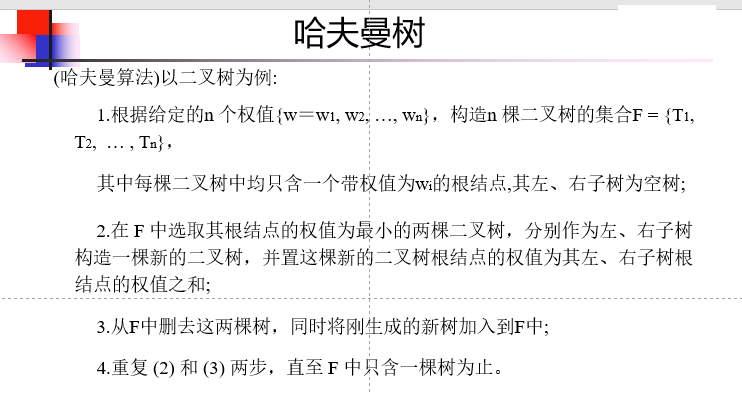 哈夫曼树
(哈夫曼算法)以二叉树为例:
1.根据给定的n 个权值{w＝w1, w2, …, wn}，构造n 棵二叉树的集合F = {T1,
T2, … , Tn}，
其中每棵二叉树中均只含一个带权值为wi的根结点,其左、右子树为空树;
2.在 F 中选取其根结点的权值为最小的两棵二叉树，分别作为左、右子树
构造一棵新的二叉树，并置这棵新的二叉树根结点的权值为其左、右子树根
结点的权值之和;
3.从F中删去这两棵树，同时将刚生成的新树加入到F中;
4.重复 (2) 和 (3) 两步，直至 F 中只含一棵树为止。